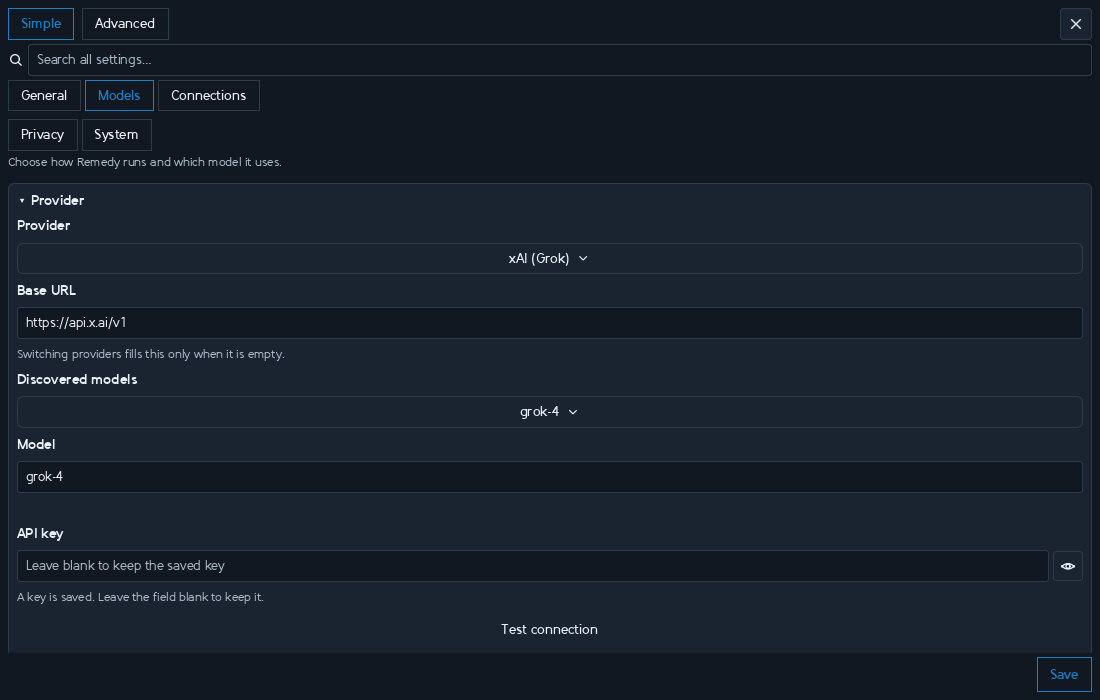 Simple Advanced
Search all settings...
General Models Connections
Privacy System
Choose how Remedy runs and which model it uses.
Provider
Provider
xAI (Grok)
Base URL
https://api.x.ai/v1
Switching providers fills this only when it is empty.
Discovered models
grok-4
Model
grok-4
API key
Leave blank to keep the saved key
A key is saved. Leave the field blank to keep it.
Test connection
Save